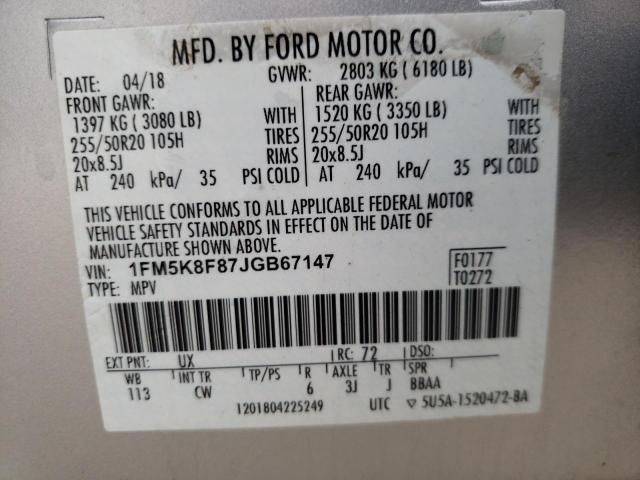 MFD. BY FORD MOTOR CO.
DATE: 04/18 GVWR: 2803 KG ( 6180 LB)
FRONT GAWR: REAR GAWR:
1397 KG ( 3080 LB) WITH 1520 KG ( 3350 LB) WITH
255/50R20 105H TIRES 255/50R20 105H TIRES
20x8.5J RIMS 20x8.5J RIMS
AT 240 kPa/ 35 PSI COLD AT 240 kPa/ 35 PSI COLD
THIS VEHICLE CONFORMS TO ALL APPLICABLE FEDERAL MOTOR
VEHICLE SAFETY STANDARDS IN EFFECT ON THE DATE OF
MANUFACTURE SHOWN ABOVE.
VIN: 1FM5K8F87JGB67147 F0177
TYPE: MPV T0272
EXT PNT: UX RC: 72 DSO:
WB INT TR TP/PS R AXLE TR SPR
113 CW 6 3J J BBAA
1201804225249 UTC ▽ 5U5A-1520472-BA